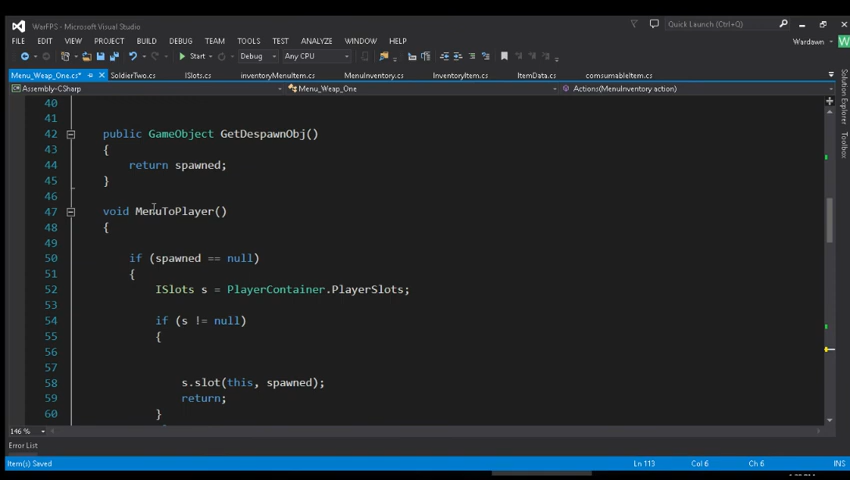 WarFPS - Microsoft Visual Studio
Quick Launch (Ctrl+Q)
FILE EDIT VIEW PROJECT BUILD DEBUG TEAM TOOLS TEST ANALYZE WINDOW HELP
Wardawn W
Start Debug Any CPU
Menu_Weap_One.cs* SoldierTwo.cs ISlots.cs inventoryMenuItem.cs MenuInventory.cs InventoryItem.cs ItemData.cs comsumableItem.cs
Assembly-CSharp Menu_Weap_One Actions(MenuInventory action)
Solution Explorer
Toolbox
40
41
42 public GameObject GetDespawnObj()
43 {
44 return spawned;
45 }
46
47 void MenuToPlayer()
48 {
49
50 if (spawned == null)
51 {
52 ISlots s = PlayerContainer.PlayerSlots;
53
54 if (s != null)
55 {
56
57
58 s.slot(this, spawned);
59 return;
60 }
146 %
Error List
Item(s) Saved Ln 113 Col 6 Ch 6 INS